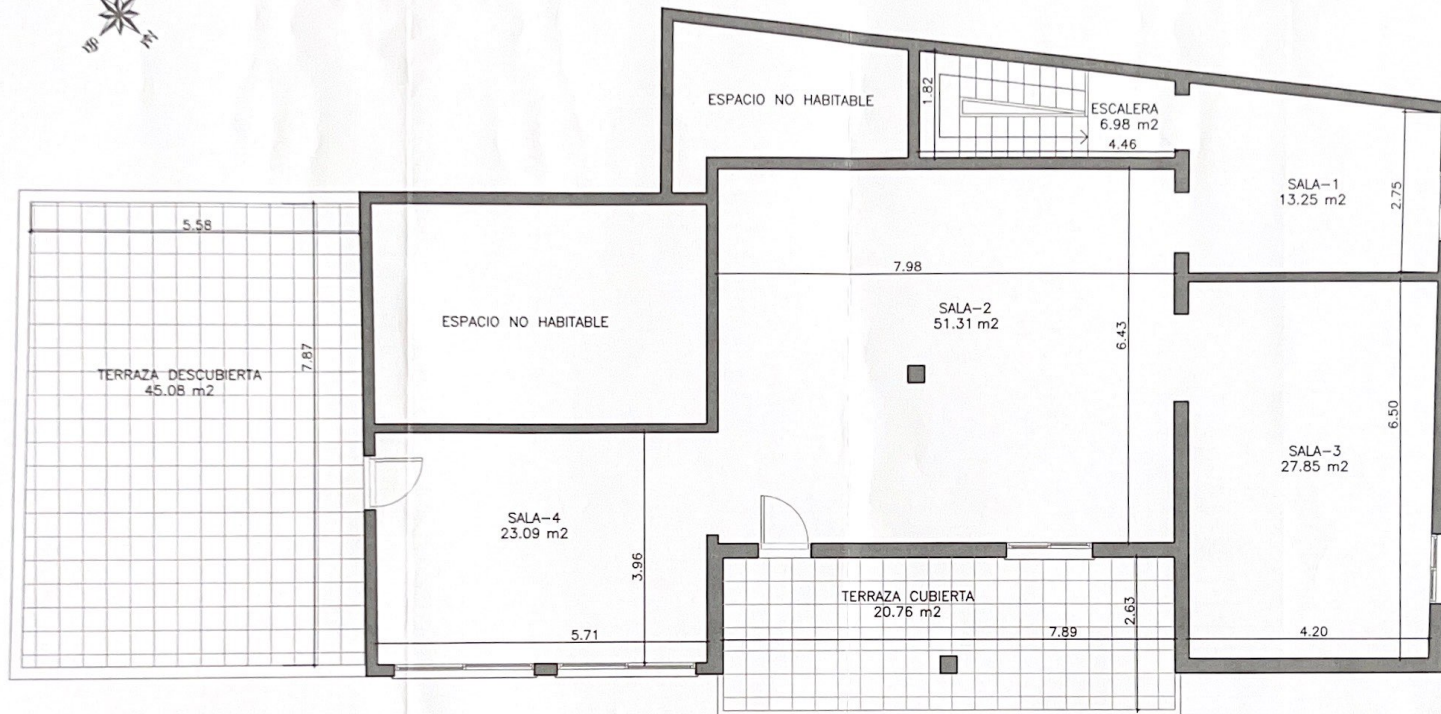 ESPACIO NO HABITABLE
1.82
ESCALERA
6.98 m2
4.46
SALA-1
13.25 m2
2.75
5.58
7.98
ESPACIO NO HABITABLE
SALA-2
51.31 m2
6.43
7.87
TERRAZA DESCUBIERTA
45.08 m2
6.50
SALA-3
27.85 m2
SALA-4
23.09 m2
3.96
TERRAZA CUBIERTA
20.76 m2
2.63
5.71
7.89
4.20